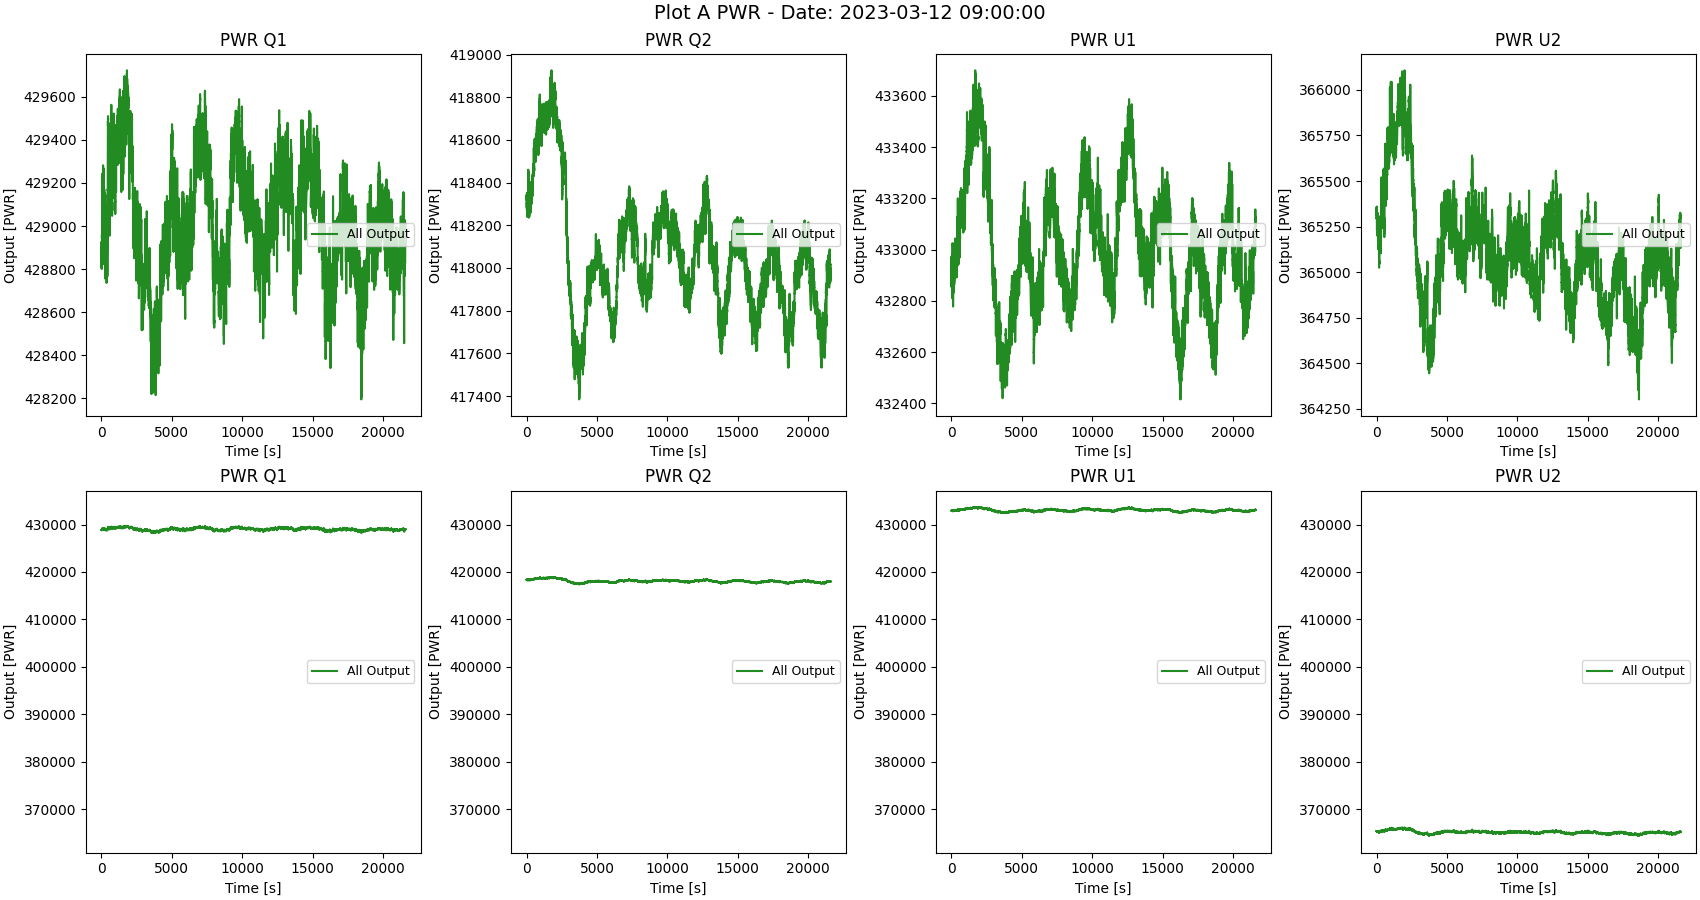 Plot A PWR - Date: 2023-03-12 09:00:00
PWR Q1
Output [PWR]
429600
429400
429200
429000
428800
428600
428400
428200
All Output
0 5000 10000 15000 20000
Time [s]
PWR Q2
Output [PWR]
419000
418800
418600
418400
418200
418000
417800
417600
417400
All Output
0 5000 10000 15000 20000
Time [s]
PWR U1
Output [PWR]
433600
433400
433200
433000
432800
432600
432400
All Output
0 5000 10000 15000 20000
Time [s]
PWR U2
Output [PWR]
366000
365750
365500
365250
365000
364750
364500
364250
All Output
0 5000 10000 15000 20000
Time [s]
PWR Q1
Output [PWR]
430000
420000
410000
400000
390000
380000
370000
All Output
0 5000 10000 15000 20000
Time [s]
PWR Q2
Output [PWR]
430000
420000
410000
400000
390000
380000
370000
All Output
0 5000 10000 15000 20000
Time [s]
PWR U1
Output [PWR]
430000
420000
410000
400000
390000
380000
370000
All Output
0 5000 10000 15000 20000
Time [s]
PWR U2
Output [PWR]
430000
420000
410000
400000
390000
380000
370000
All Output
0 5000 10000 15000 20000
Time [s]